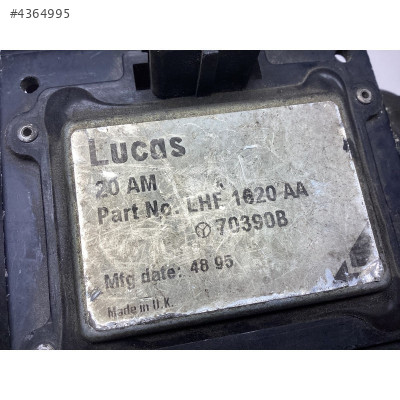 #4364995
Lucas
20 AM
Part No. LHF 1620 AA
70390B
Mfg date: 48 95
Made in U.K.